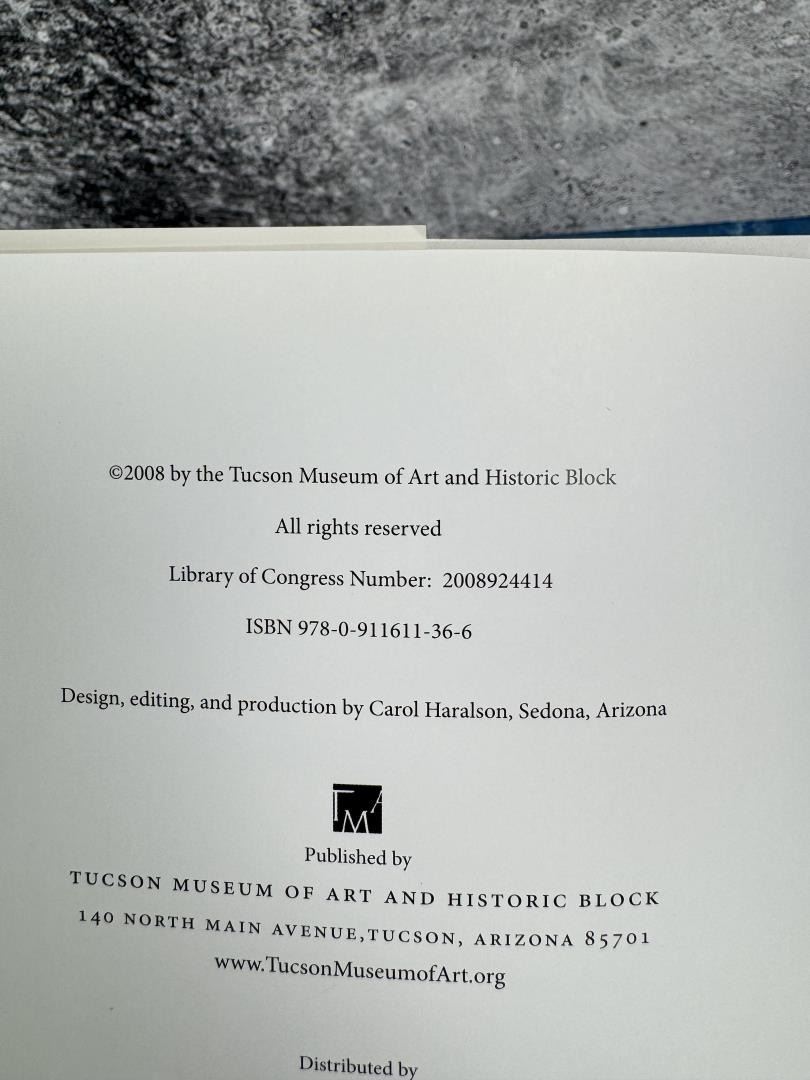 ©2008 by the Tucson Museum of Art and Historic Block
All rights reserved
Library of Congress Number: 2008924414
ISBN 978-0-911611-36-6
Design, editing, and production by Carol Haralson, Sedona, Arizona
TMA
Published by
TUCSON MUSEUM OF ART AND HISTORIC BLOCK
140 NORTH MAIN AVENUE, TUCSON, ARIZONA 85701
www.TucsonMuseumofArt.org
Distributed by